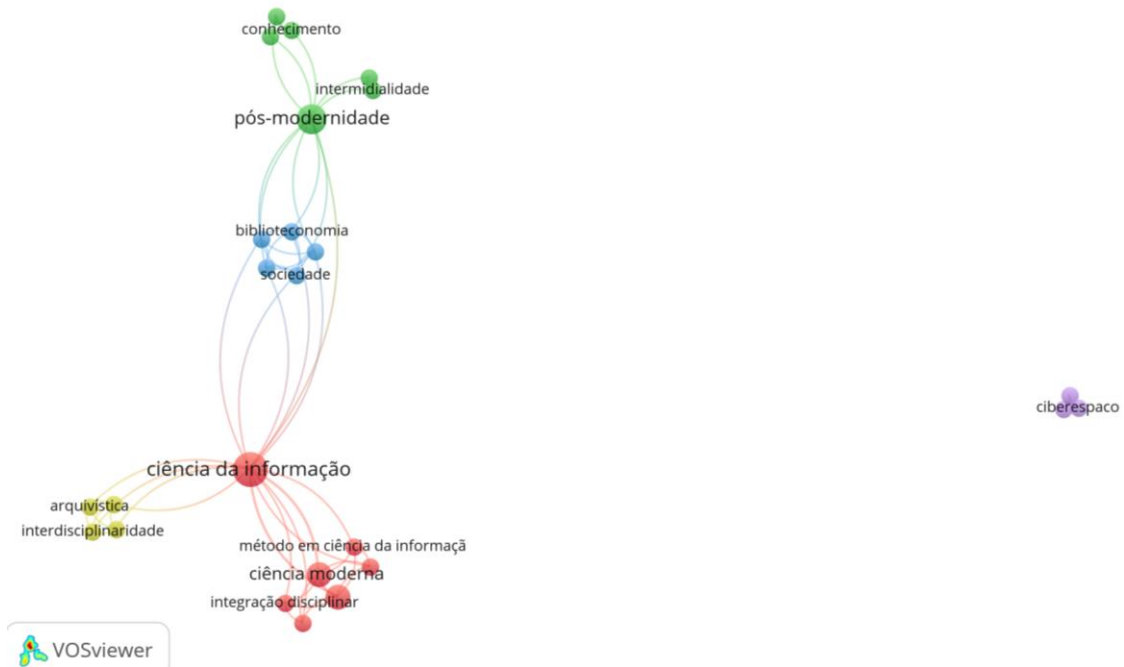 conhecimento
intermidialidade
pós-modernidade
biblioteconomia
sociedade
ciberespaco
ciência da informação
arquivística
interdisciplinaridade
método em ciência da informaçã
ciência moderna
integração disciplinar
VOSviewer